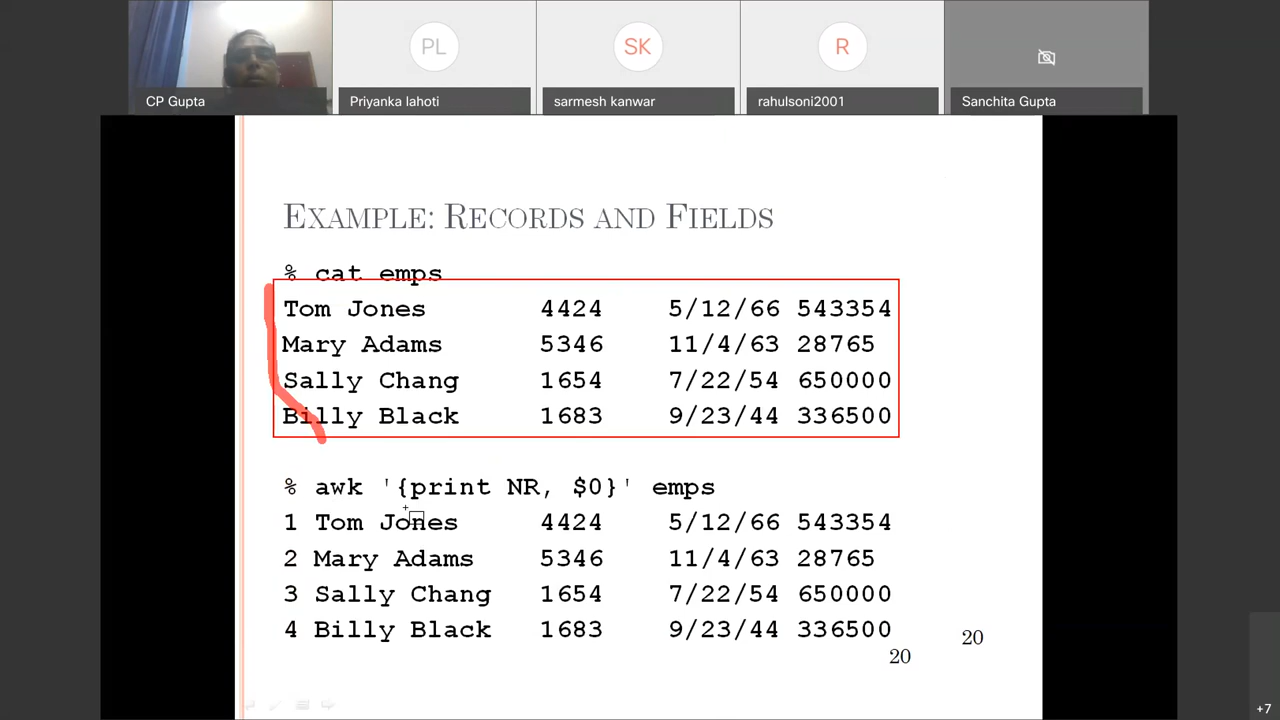 PL
SK
R
CP Gupta
Priyanka lahoti
sarmesh kanwar
rahulsoni2001
Sanchita Gupta
EXAMPLE: RECORDS AND FIELDS
% cat emps
Tom Jones 4424 5/12/66 543354
Mary Adams 5346 11/4/63 28765
Sally Chang 1654 7/22/54 650000
Billy Black 1683 9/23/44 336500
% awk '{print NR, $0}' emps
1 Tom Jones 4424 5/12/66 543354
2 Mary Adams 5346 11/4/63 28765
3 Sally Chang 1654 7/22/54 650000
4 Billy Black 1683 9/23/44 336500
20
20
+7